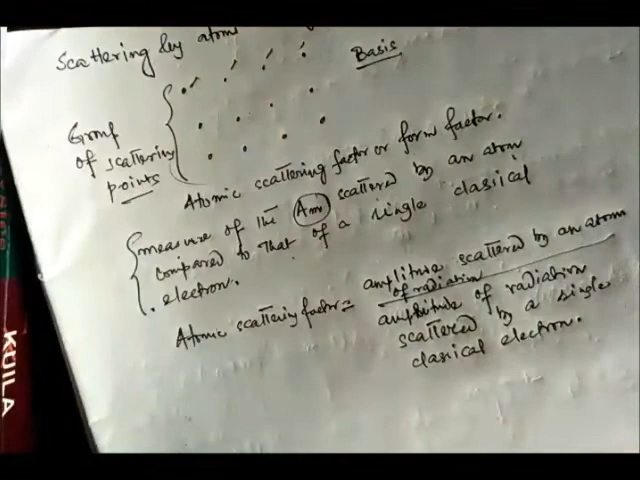 Scattering by atom
Basis
Group
of scattering
points
Atomic scattering factor or form factor.
measure of the Am scattered by an atom
compared to that of a single classical
electron.
Atomic scattering factor = amplitude scattered by an atom
of radiation
amplitude of radiation
scattered by a single
classical electron.
KUILA